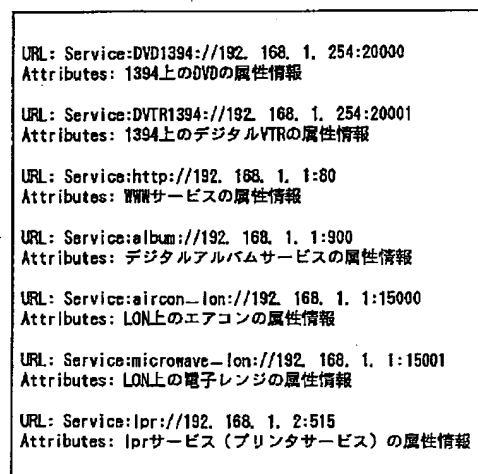 URL: Service:DVD1394://192. 168. 1. 254:20000
Attributes: 1394上のDVDの属性情報
URL: Service:DVTR1394://192. 168. 1. 254:20001
Attributes: 1394上のデジタルVTRの属性情報
URL: Service:http://192. 168. 1. 1:80
Attributes: WWWサービスの属性情報
URL: Service:album://192. 168. 1. 1:900
Attributes: デジタルアルバムサービスの属性情報
URL: Service:aircon－lon://192. 168. 1. 1:15000
Attributes: LON上のエアコンの属性情報
URL: Service:microwave－lon://192. 168. 1. 1:15001
Attributes: LON上の電子レンジの属性情報
URL: Service:lpr://192. 168. 1. 2:515
Attributes: lprサービス（プリンタサービス）の属性情報